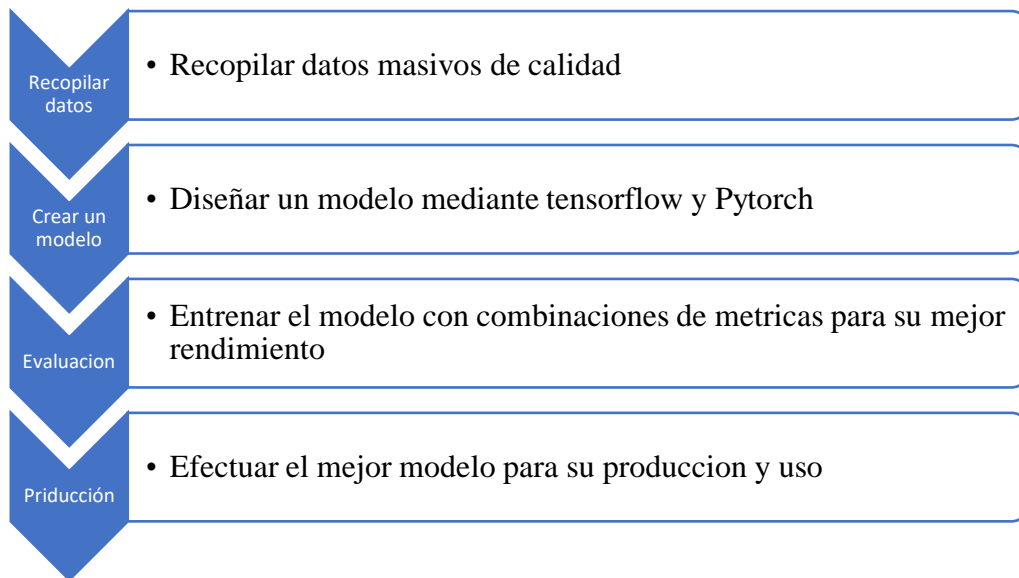 Recopilar
datos
• Recopilar datos masivos de calidad
Crear un
modelo
• Diseñar un modelo mediante tensorflow y Pytorch
Evaluacion
• Entrenar el modelo con combinaciones de metricas para su mejor
rendimiento
Priducción
• Efectuar el mejor modelo para su produccion y uso